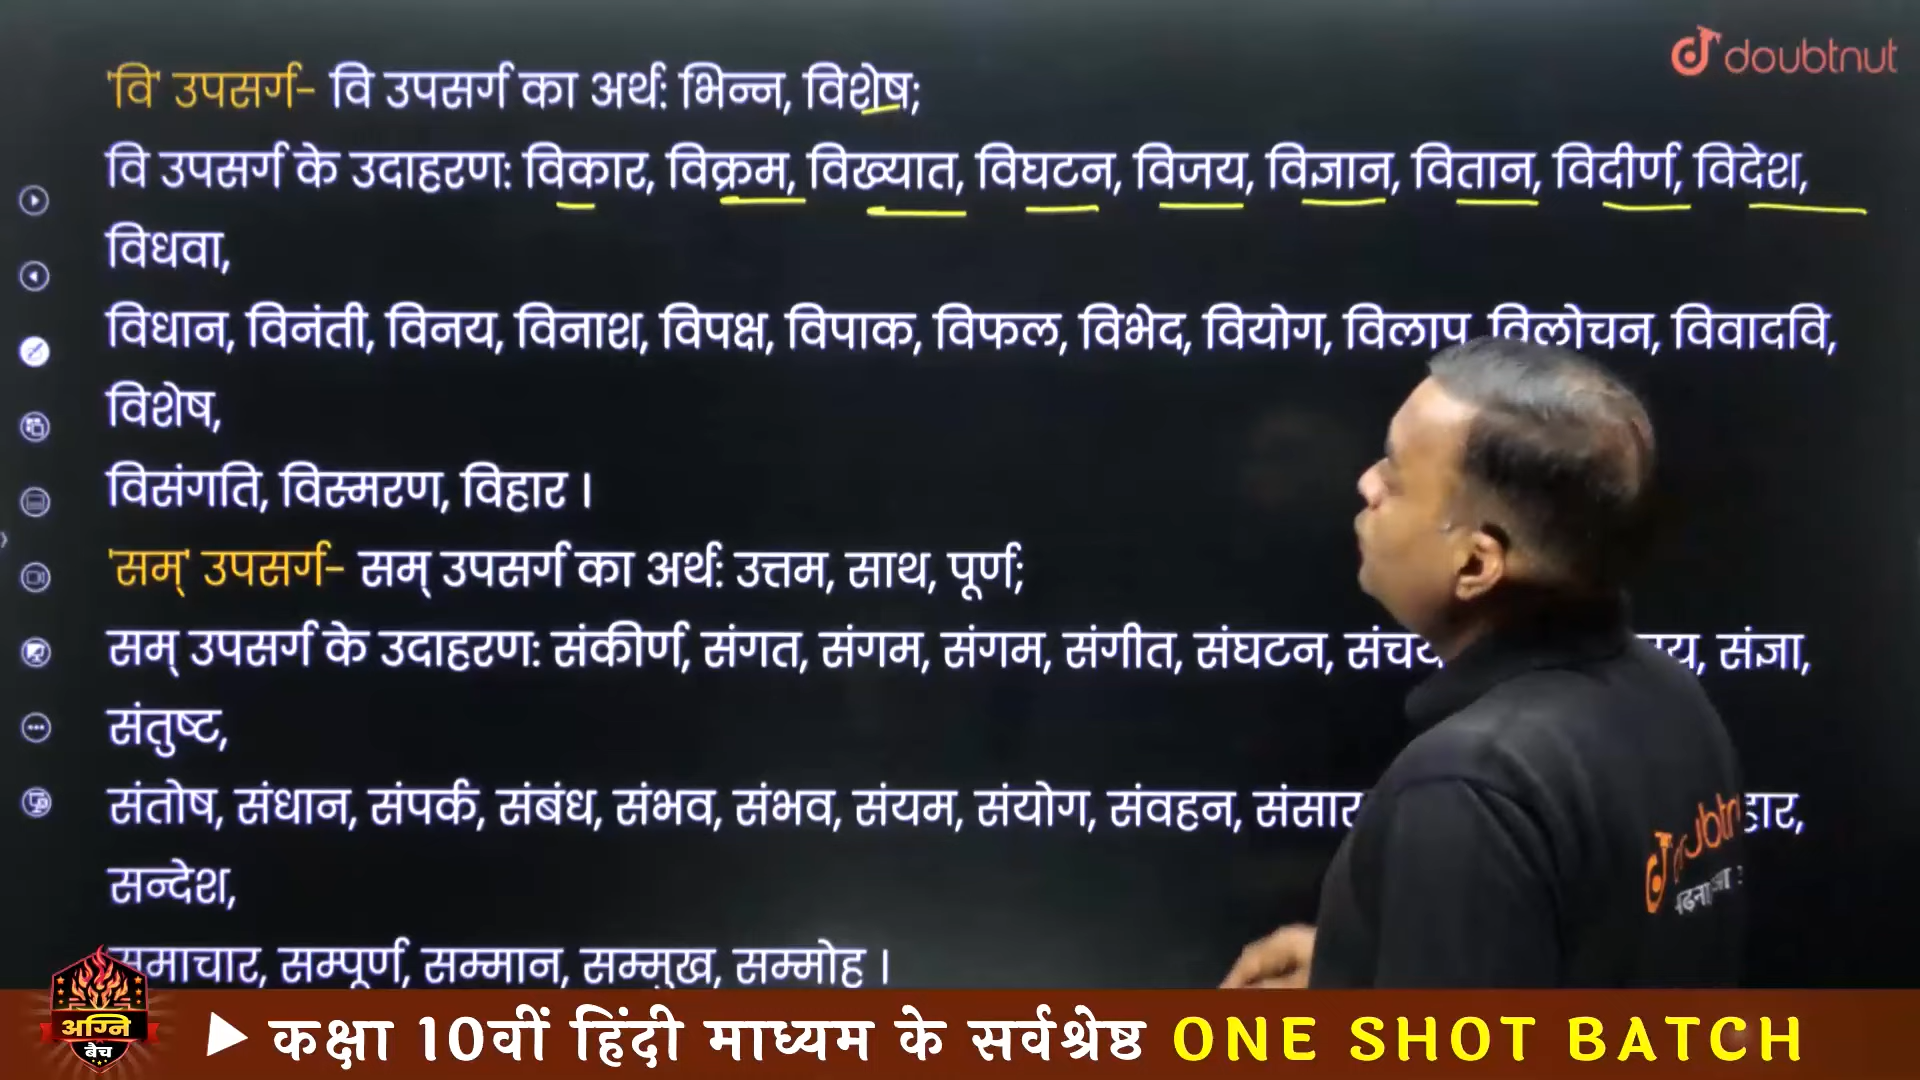 doubtnut
'वि' उपसर्ग- वि उपसर्ग का अर्थ: भिन्न, विशेष;
वि उपसर्ग के उदाहरण: विकार, विक्रम, विख्यात, विघटन, विजय, विज्ञान, वितान, विदीर्ण, विदेश,
विधवा,
विधान, विनंती, विनय, विनाश, विपक्ष, विपाक, विफल, विभेद, वियोग, विलाप, विलोचन, विवादवि,
विशेष,
विसंगति, विस्मरण, विहार ।
'सम्' उपसर्ग- सम् उपसर्ग का अर्थ: उत्तम, साथ, पूर्ण;
सम् उपसर्ग के उदाहरण: संकीर्ण, संगत, संगम, संगम, संगीत, संघटन, संज्ञा,
संतुष्ट,
संतोष, संधान, संपर्क, संबंध, संभव, संभव, संयम, संयोग, संवहन, संसार
सन्देश,
समाचार, सम्पूर्ण, सम्मान, सम्मुख, सम्मोह ।
अग्नि
बैच
कक्षा 10वीं हिंदी माध्यम के सर्वश्रेष्ठ ONE SHOT BATCH